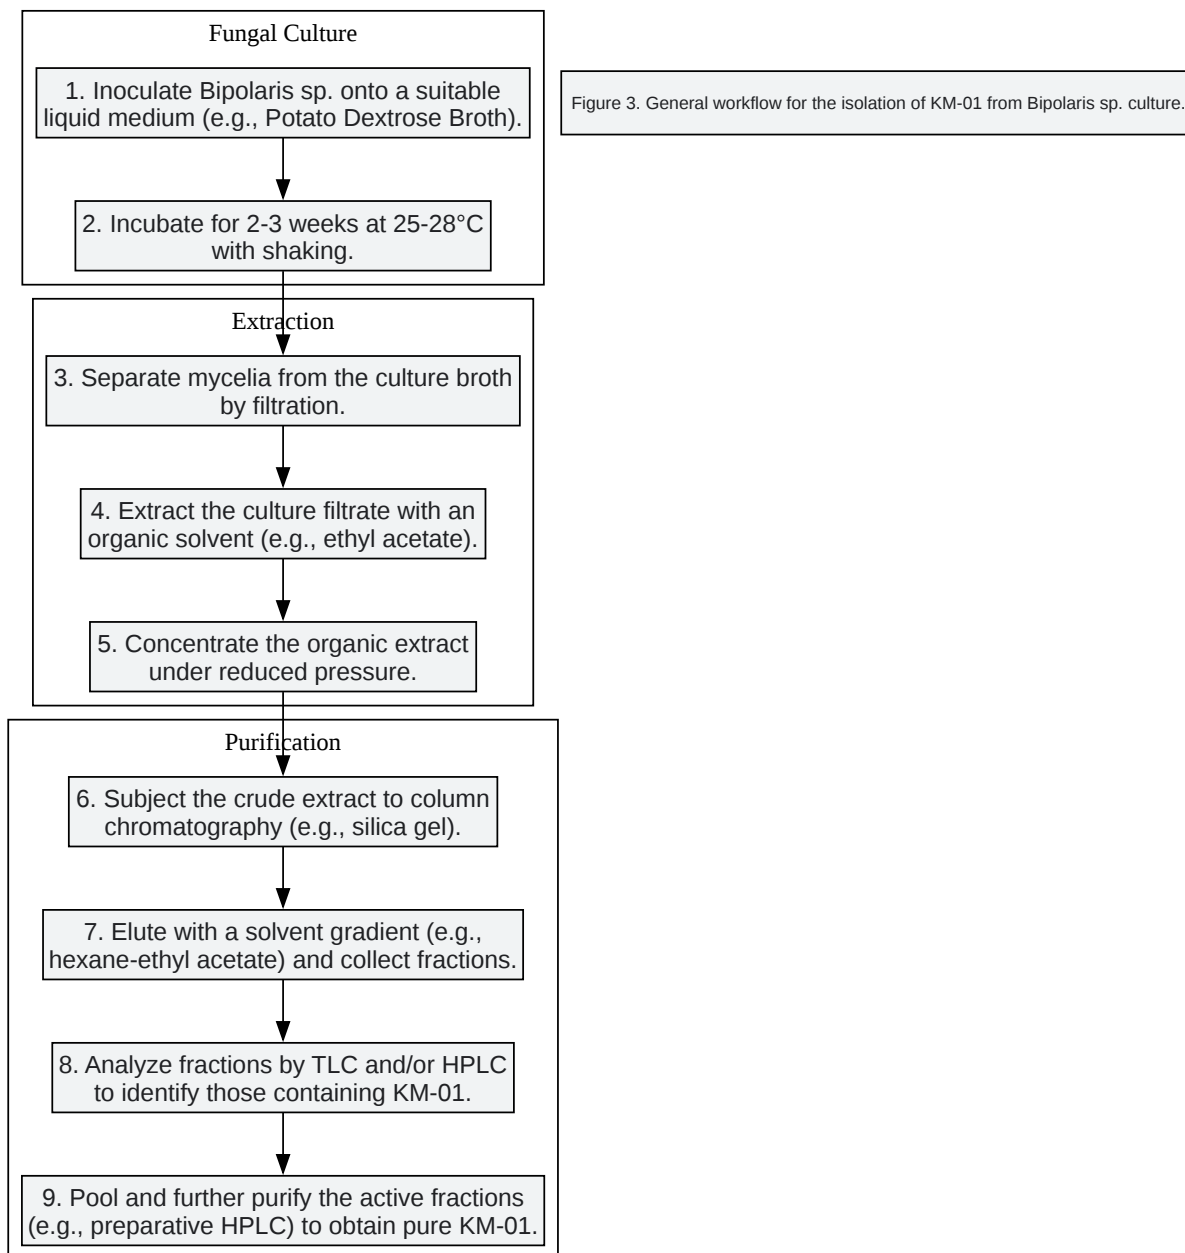 Fungal Culture
1. Inoculate Bipolaris sp. onto a suitable
liquid medium (e.g., Potato Dextrose Broth).
Figure 3. General workflow for the isolation of KM-01 from Bipolaris sp. culture.
2. Incubate for 2-3 weeks at 25-28°C
with shaking.
Extraction
3. Separate mycelia from the culture broth
by filtration.
4. Extract the culture filtrate with an
organic solvent (e.g., ethyl acetate).
5. Concentrate the organic extract
under reduced pressure.
Purification
6. Subject the crude extract to column
chromatography (e.g., silica gel).
7. Elute with a solvent gradient (e.g.,
hexane-ethyl acetate) and collect fractions.
8. Analyze fractions by TLC and/or HPLC
to identify those containing KM-01.
9. Pool and further purify the active fractions
(e.g., preparative HPLC) to obtain pure KM-01.